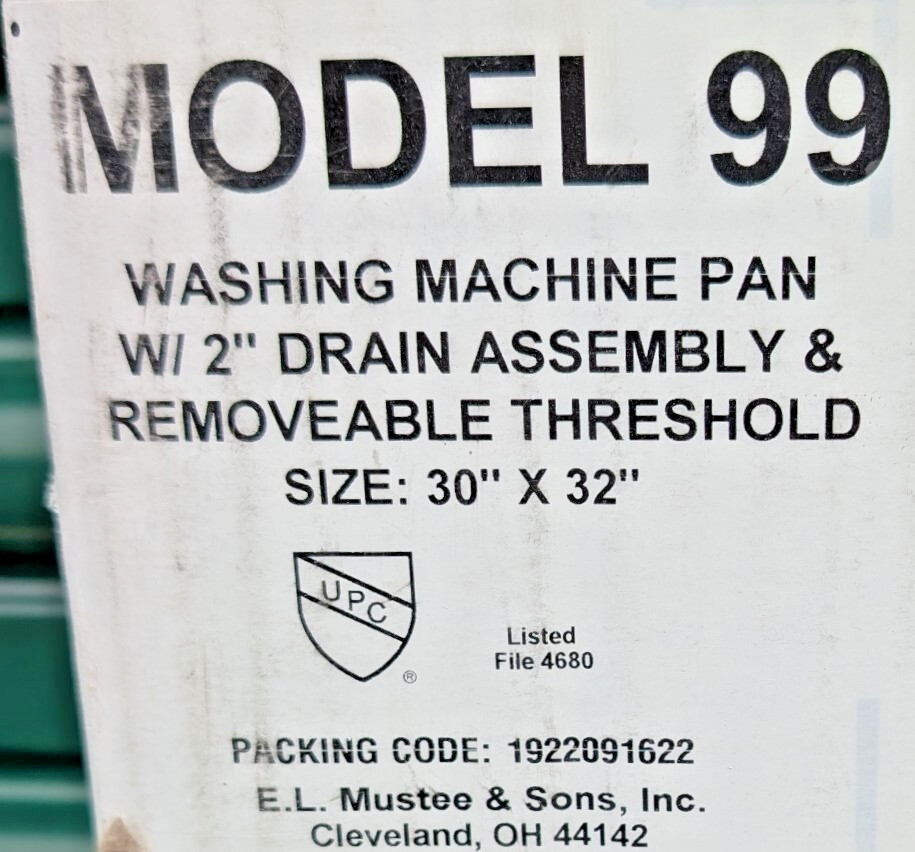 MODEL 99
WASHING MACHINE PAN
W/ 2" DRAIN ASSEMBLY &
REMOVEABLE THRESHOLD
SIZE: 30" X 32"
UPC
®
Listed
File 4680
PACKING CODE: 1922091622
E.L. Mustee & Sons, Inc.
Cleveland, OH 44142